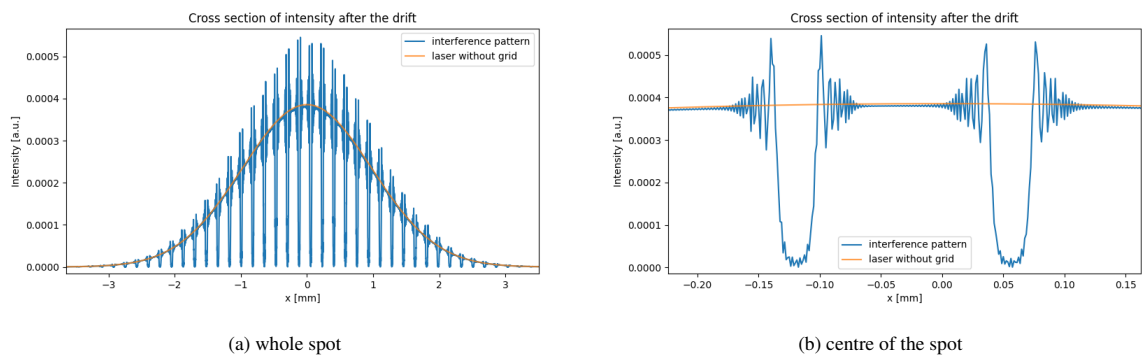 Cross section of intensity after the drift
interference pattern
laser without grid
0.0005
0.0004
0.0003
0.0002
0.0001
0.0000
Intensity [a.u.]
−3 −2 −1 0 1 2 3
x [mm]
(a) whole spot
Cross section of intensity after the drift
0.0005
0.0004
0.0003
0.0002
0.0001
0.0000
Intensity [a.u.]
interference pattern
laser without grid
−0.20 −0.15 −0.10 −0.05 0.00 0.05 0.10 0.15
x [mm]
(b) centre of the spot